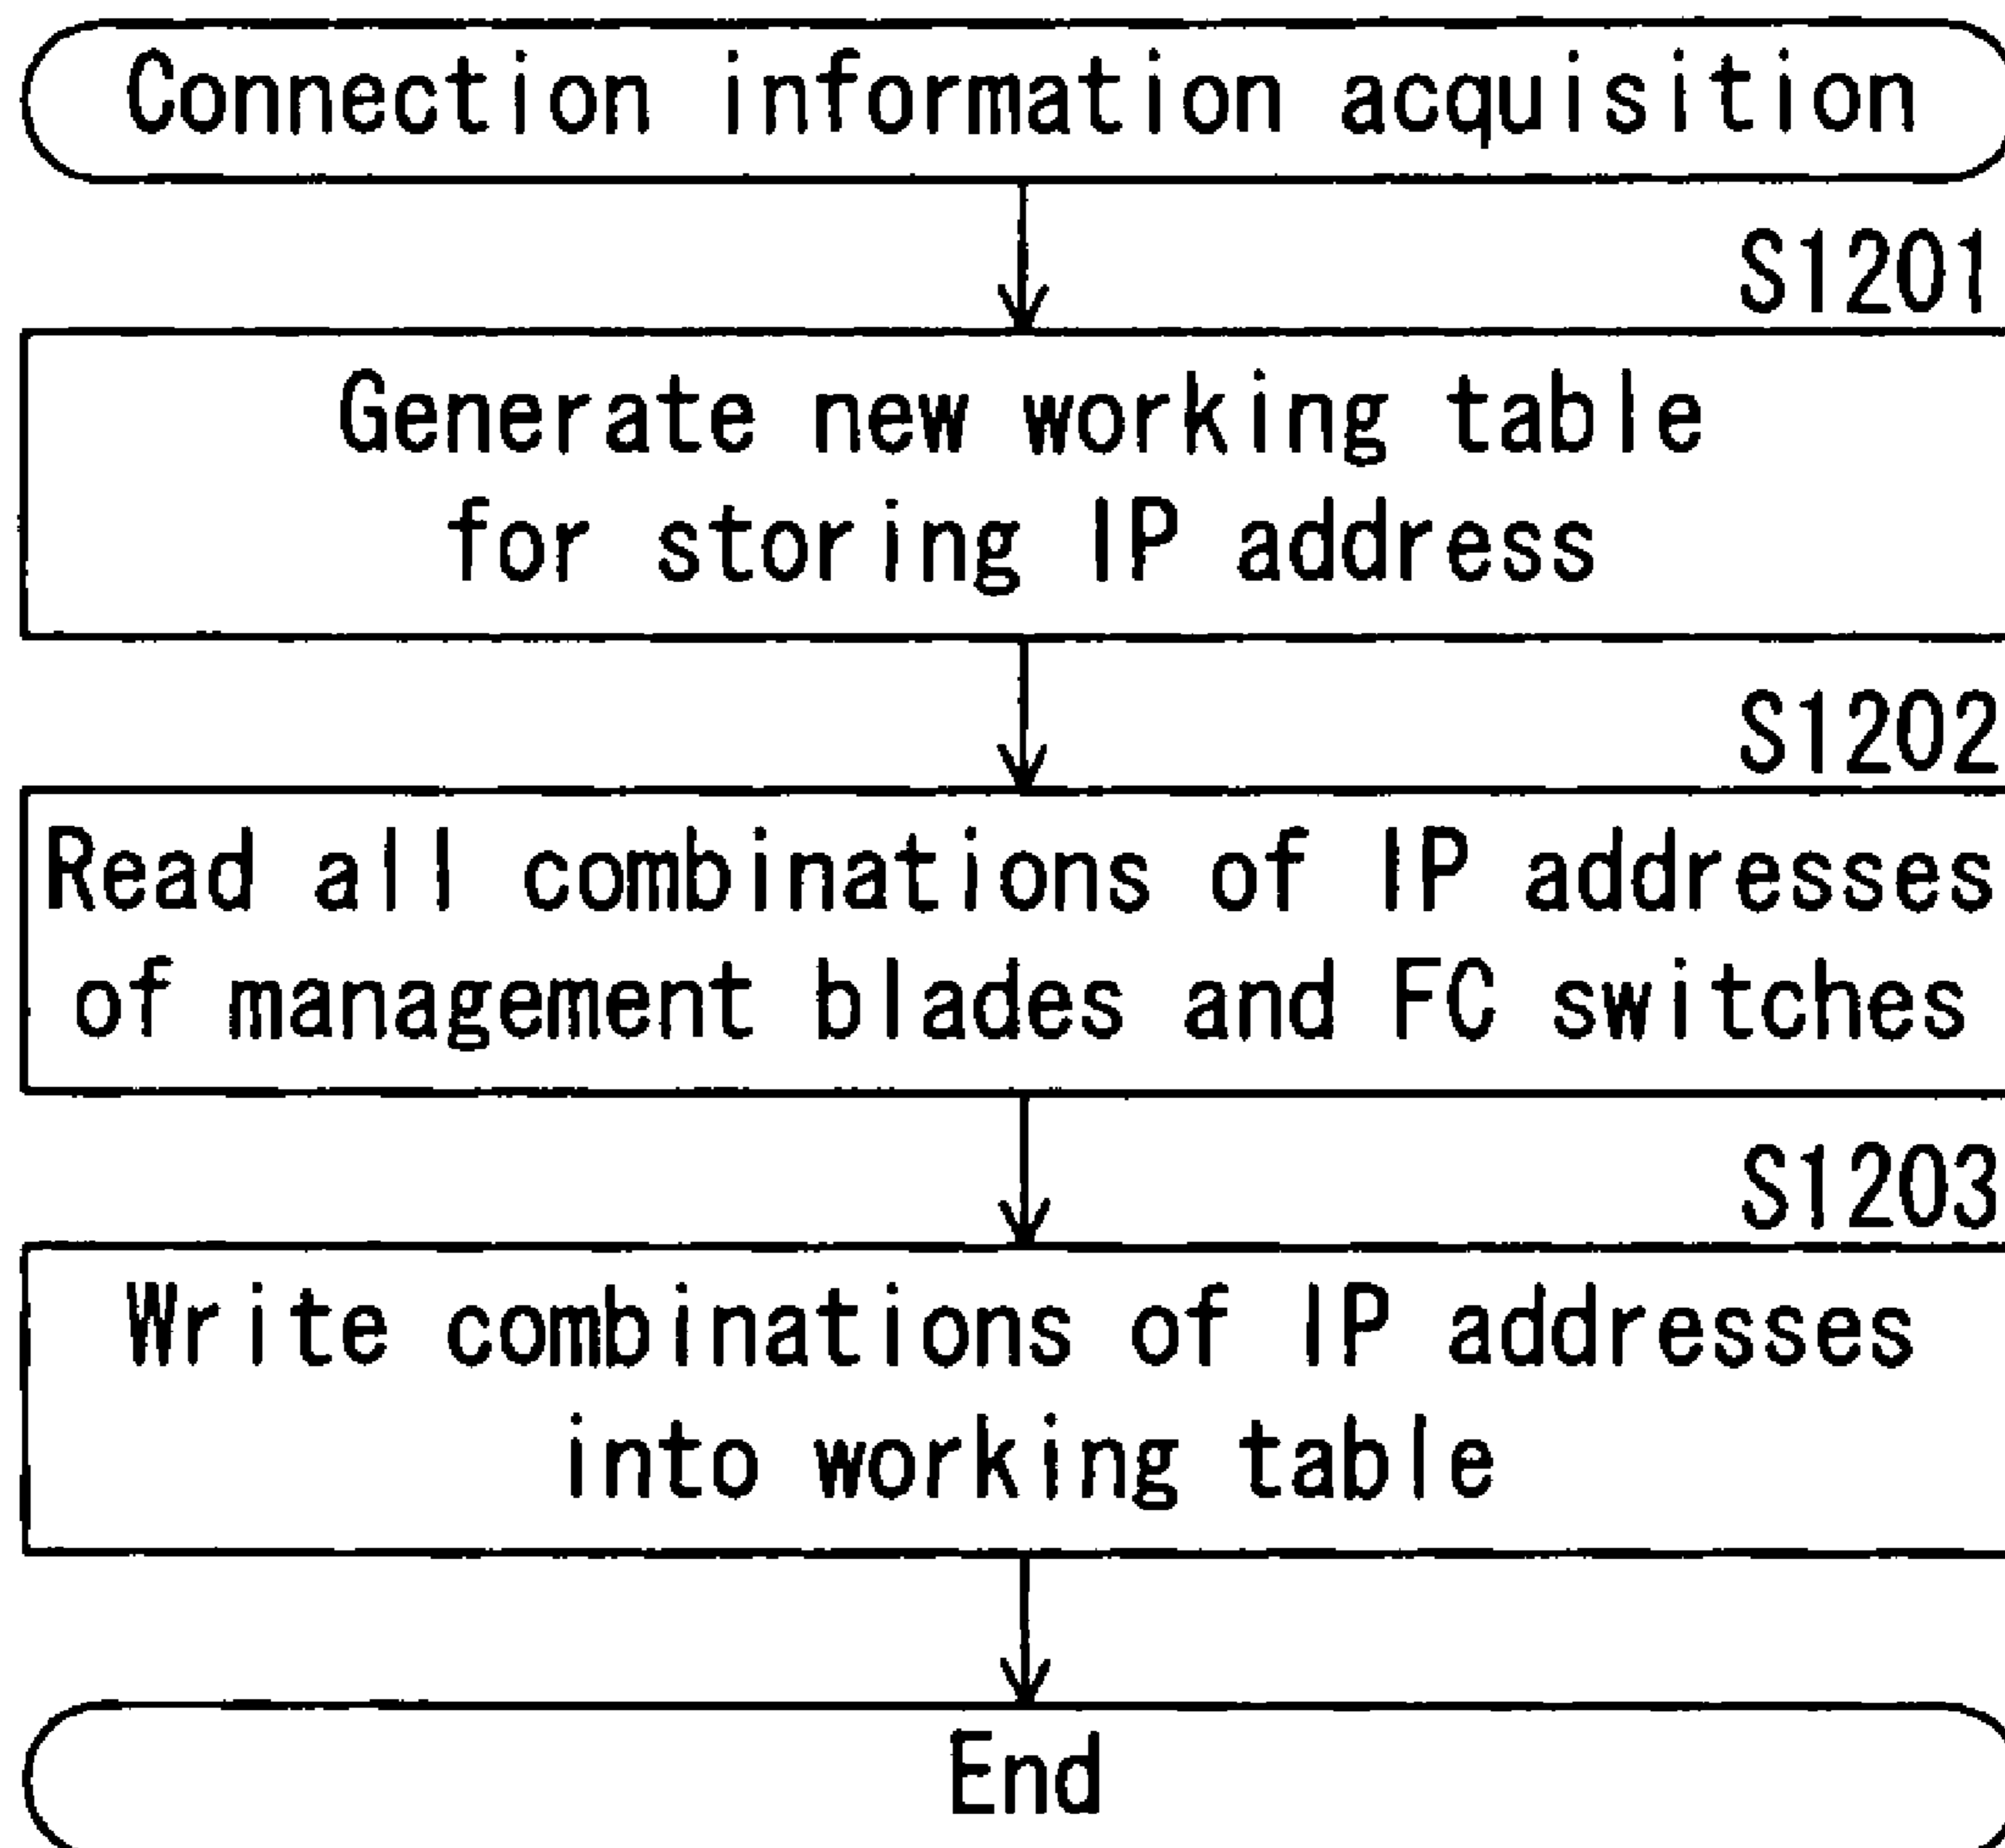 Connection information acquisition
S1201
Generate new working table
for storing IP address
S1202
Read all combinations of IP addresses
of management blades and FC switches
S1203
Write combinations of IP addresses
into working table
End